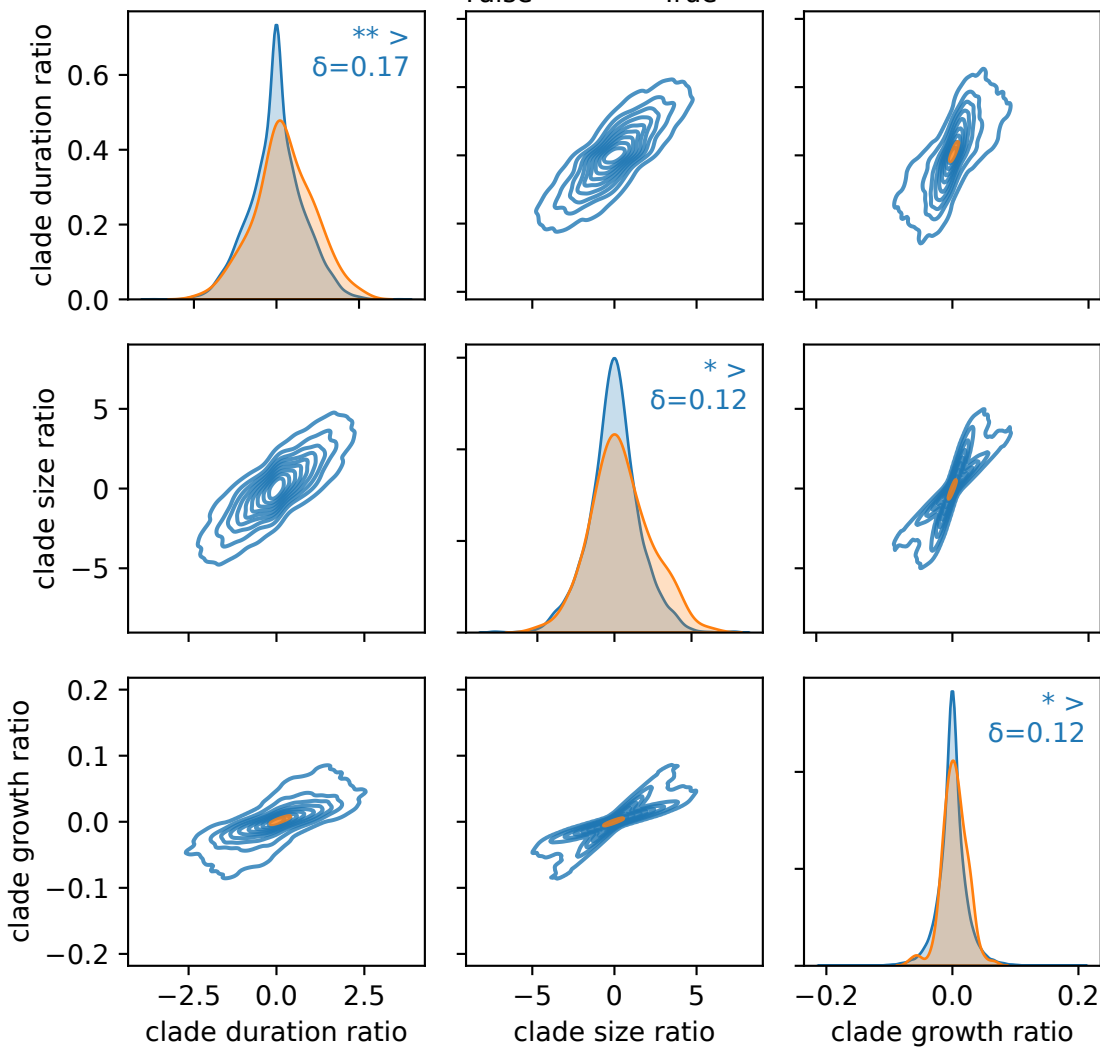 clade duration ratio
0.6
0.4
0.2
0.0
** >
δ=0.17
clade size ratio
5
0
−5
* >
δ=0.12
clade growth ratio
0.2
0.1
0.0
−0.1
−0.2
* >
δ=0.12
−2.5 0.0 2.5
clade duration ratio
−5 0 5
clade size ratio
−0.2 0.0 0.2
clade growth ratio